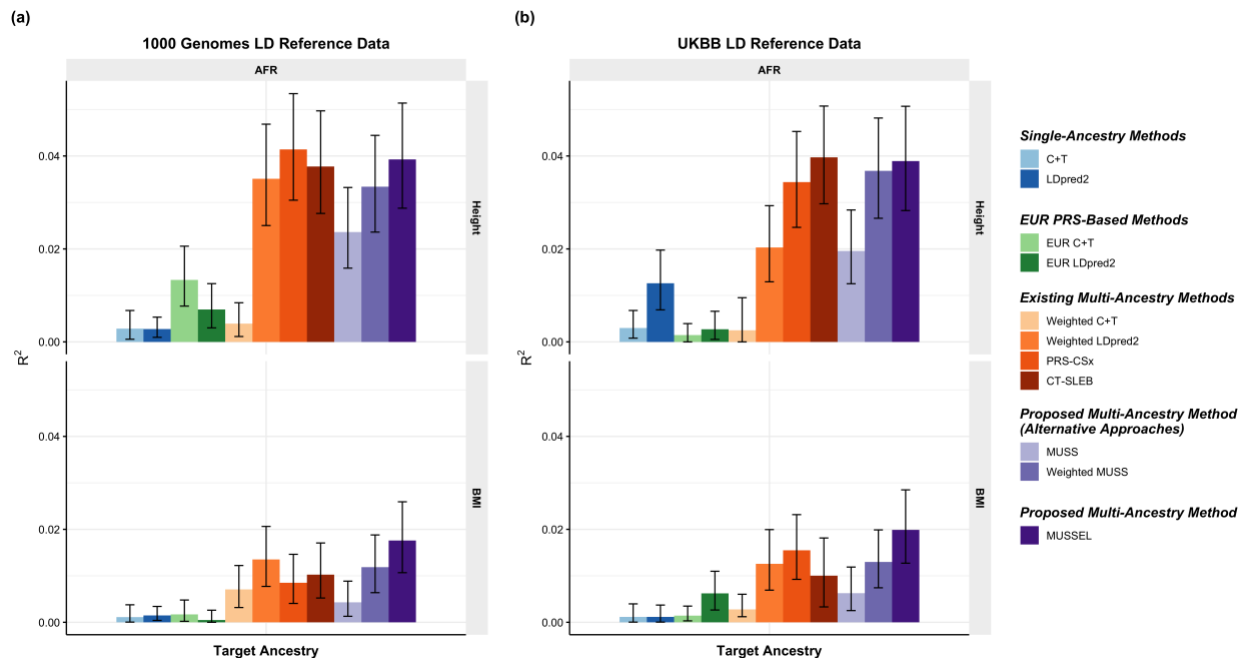 (a)
1000 Genomes LD Reference Data
AFR
0.04
0.02
0.00
Height
R²
0.04
0.02
0.00
BMI
Target Ancestry
(b)
UKBB LD Reference Data
AFR
0.04
0.02
0.00
Height
R²
0.04
0.02
0.00
BMI
Target Ancestry
Single-Ancestry Methods
C+T
LDpred2
EUR PRS-Based Methods
EUR C+T
EUR LDpred2
Existing Multi-Ancestry Methods
Weighted C+T
Weighted LDpred2
PRS-CSx
CT-SLEB
Proposed Multi-Ancestry Method
(Alternative Approaches)
MUSS
Weighted MUSS
Proposed Multi-Ancestry Method
MUSSEL